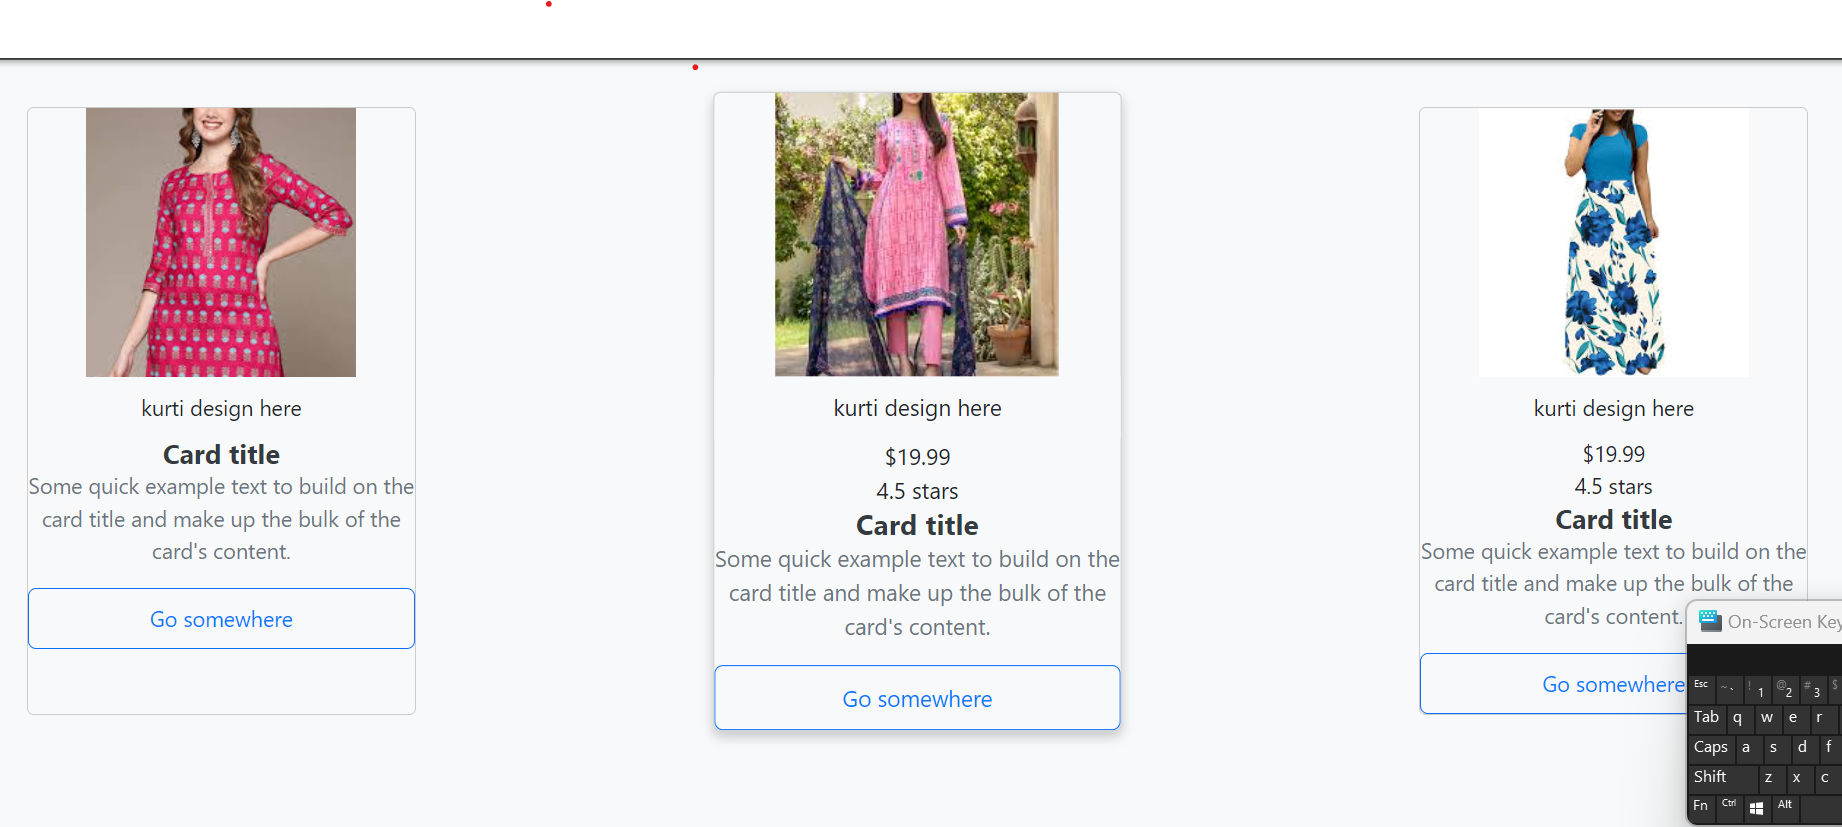 kurti design here
Card title
Some quick example text to build on the
card title and make up the bulk of the
card's content.
Go somewhere
kurti design here
$19.99
4.5 stars
Card title
Some quick example text to build on the
card title and make up the bulk of the
card's content.
Go somewhere
kurti design here
$19.99
4.5 stars
Card title
Some quick example text to build on the
card title and make up the bulk of the
card's content.
Go somewhere
On-Screen Key
Esc ~ ` ! 1 @ 2 # 3 $
Tab q w e r
Caps a s d f
Shift z x c
Fn Ctrl Alt